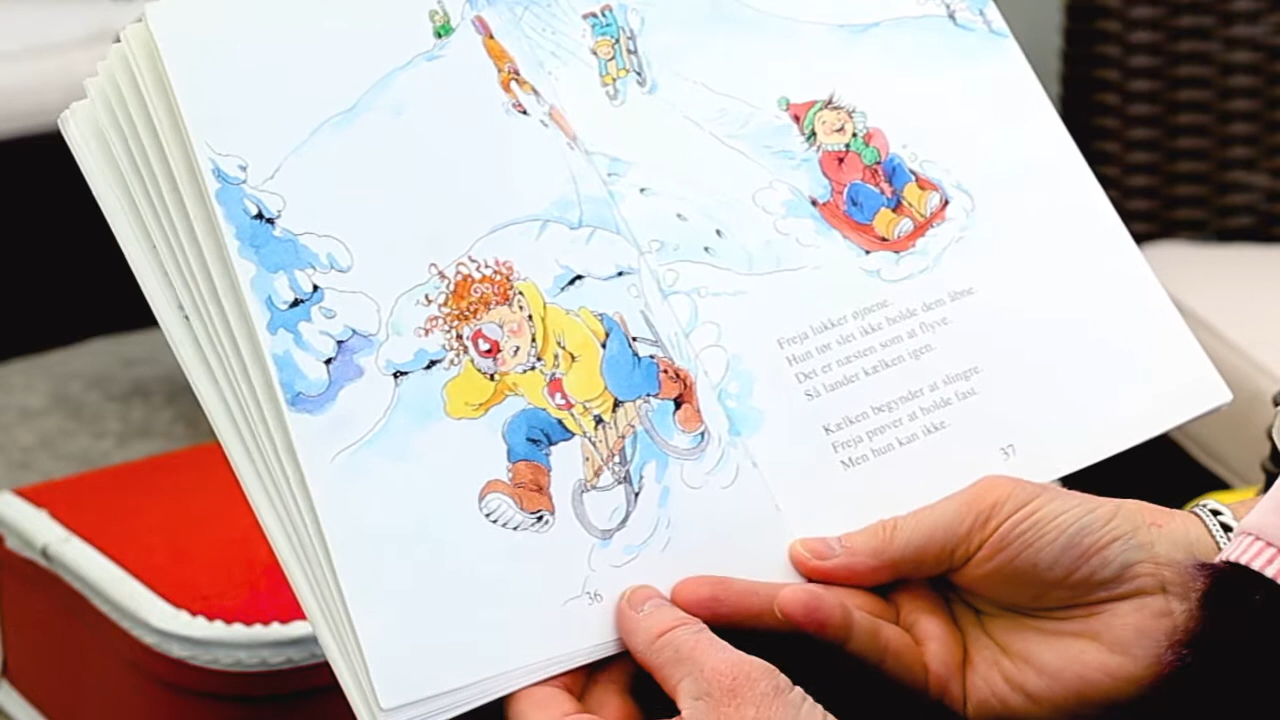 Freja lukker øjnene.
Hun tør slet ikke holde dem åbne.
Det er næsten som at flyve.
Så lander kælken igen.
Kælken begynder at slingre.
Freja prøver at holde fast.
Men hun kan ikke.
36
37